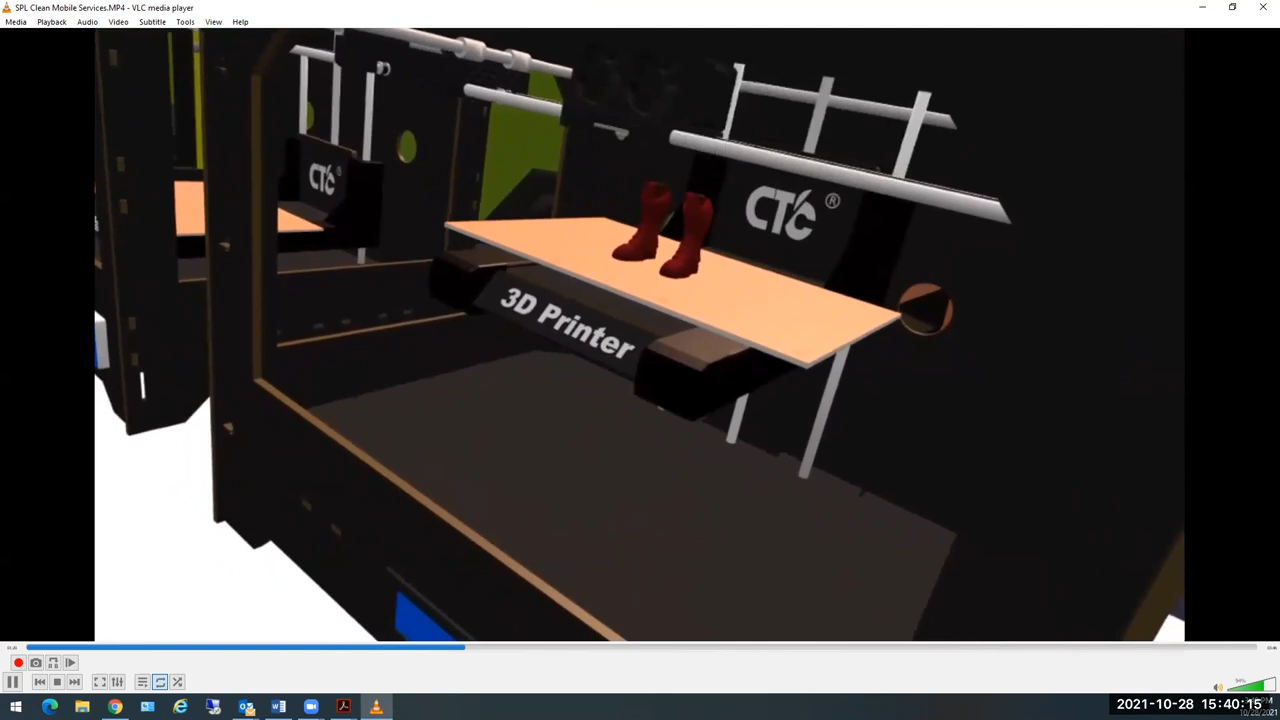 SPL Clean Mobile Services.MP4 - VLC media player
Media Playback Audio Video Subtitle Tools View Help
CTC ®
CTC ®
3D Printer
94%
2021-10-28 15:40:15